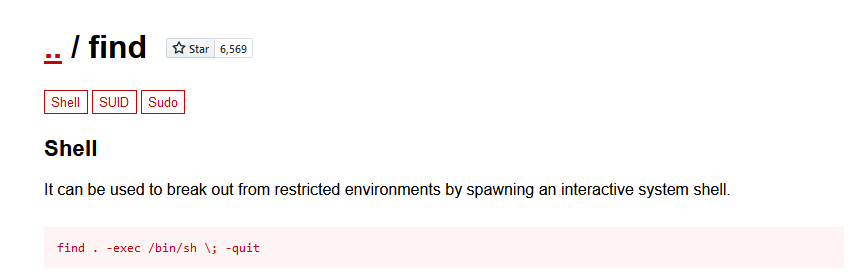 .. / find Star 6,569
Shell SUID Sudo
Shell
It can be used to break out from restricted environments by spawning an interactive system shell.
find . -exec /bin/sh \; -quit